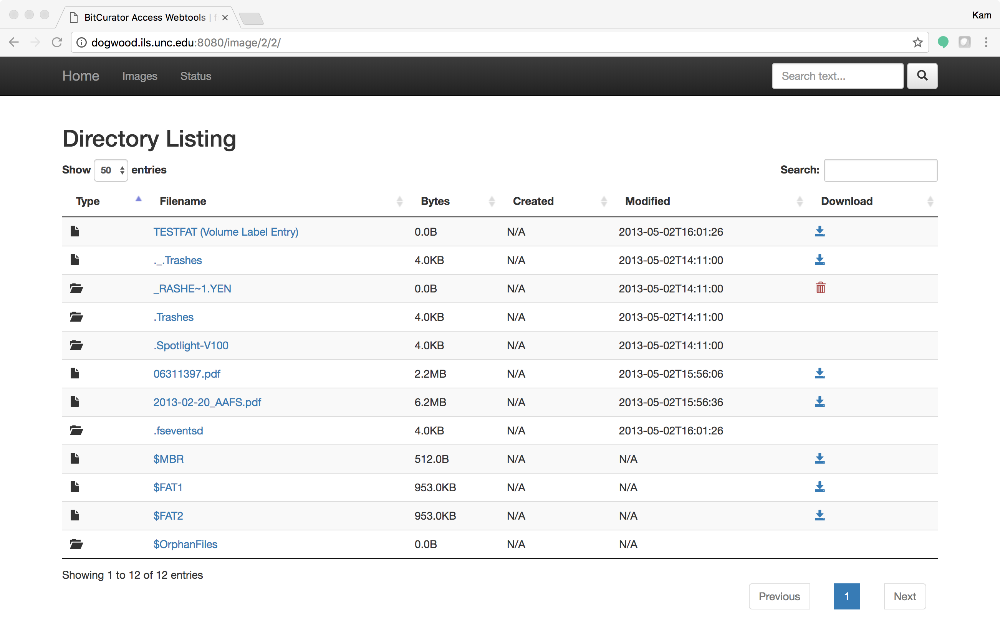 BitCurator Access Webtools | f
Kam
dogwood.ils.unc.edu:8080/image/2/2/
Home Images Status Search text...
Directory Listing
Show 50 entries Search:
Type Filename Bytes Created Modified Download
TESTFAT (Volume Label Entry) 0.0B N/A 2013-05-02T16:01:26
._.Trashes 4.0KB N/A 2013-05-02T14:11:00
_RASHE~1.YEN 0.0B N/A 2013-05-02T14:11:00
.Trashes 4.0KB N/A 2013-05-02T14:11:00
.Spotlight-V100 4.0KB N/A 2013-05-02T14:11:00
06311397.pdf 2.2MB N/A 2013-05-02T15:56:06
2013-02-20_AAFS.pdf 6.2MB N/A 2013-05-02T15:56:36
.fseventsd 4.0KB N/A 2013-05-02T16:01:26
$MBR 512.0B N/A N/A
$FAT1 953.0KB N/A N/A
$FAT2 953.0KB N/A N/A
$OrphanFiles 0.0B N/A N/A
Showing 1 to 12 of 12 entries
Previous 1 Next